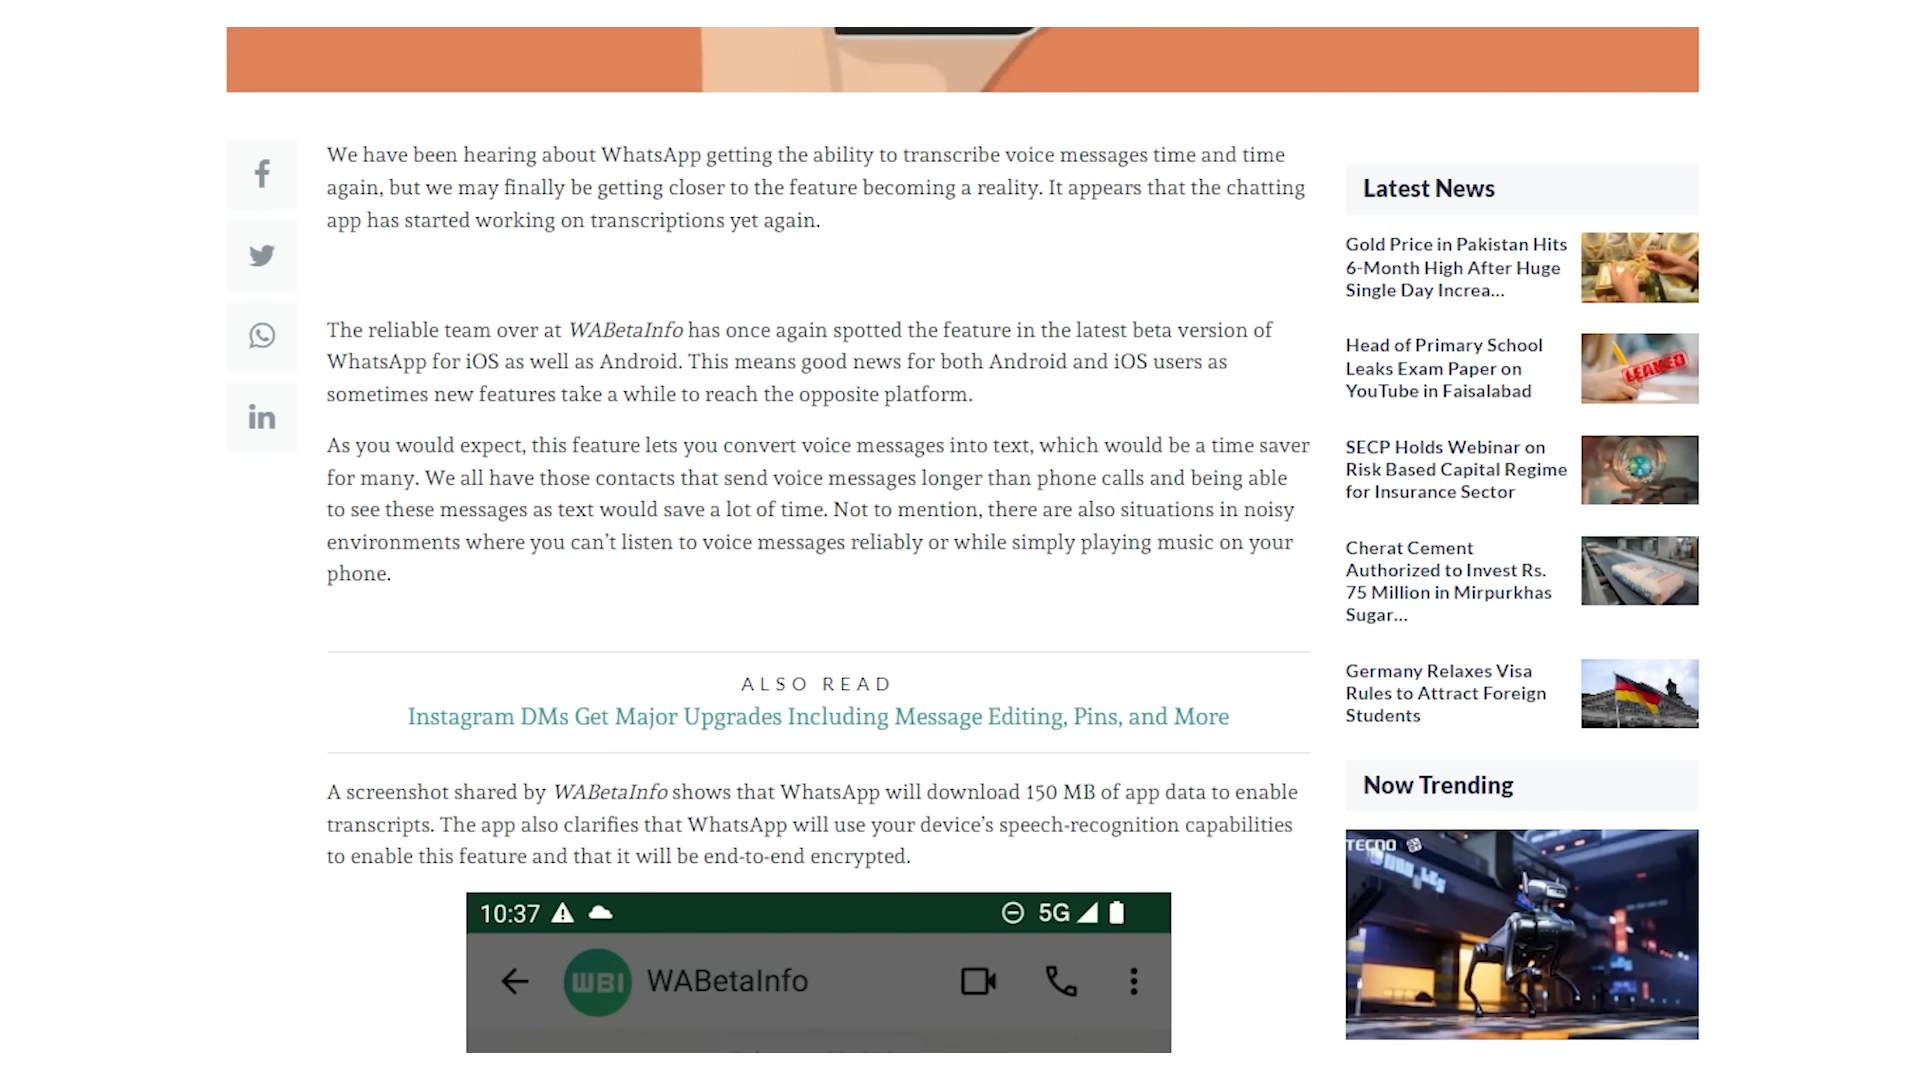 We have been hearing about WhatsApp getting the ability to transcribe voice messages time and time
again, but we may finally be getting closer to the feature becoming a reality. It appears that the chatting
app has started working on transcriptions yet again.
The reliable team over at WABetaInfo has once again spotted the feature in the latest beta version of
WhatsApp for iOS as well as Android. This means good news for both Android and iOS users as
sometimes new features take a while to reach the opposite platform.
As you would expect, this feature lets you convert voice messages into text, which would be a time saver
for many. We all have those contacts that send voice messages longer than phone calls and being able
to see these messages as text would save a lot of time. Not to mention, there are also situations in noisy
environments where you can’t listen to voice messages reliably or while simply playing music on your
phone.
ALSO READ
Instagram DMs Get Major Upgrades Including Message Editing, Pins, and More
A screenshot shared by WABetaInfo shows that WhatsApp will download 150 MB of app data to enable
transcripts. The app also clarifies that WhatsApp will use your device’s speech-recognition capabilities
to enable this feature and that it will be end-to-end encrypted.
10:37 5G
WBI WABetaInfo
Latest News
Gold Price in Pakistan Hits
6-Month High After Huge
Single Day Increa...
Head of Primary School
Leaks Exam Paper on
YouTube in Faisalabad
LEAKED
SECP Holds Webinar on
Risk Based Capital Regime
for Insurance Sector
Cherat Cement
Authorized to Invest Rs.
75 Million in Mirpurkhas
Sugar...
Germany Relaxes Visa
Rules to Attract Foreign
Students
Now Trending
TECNO